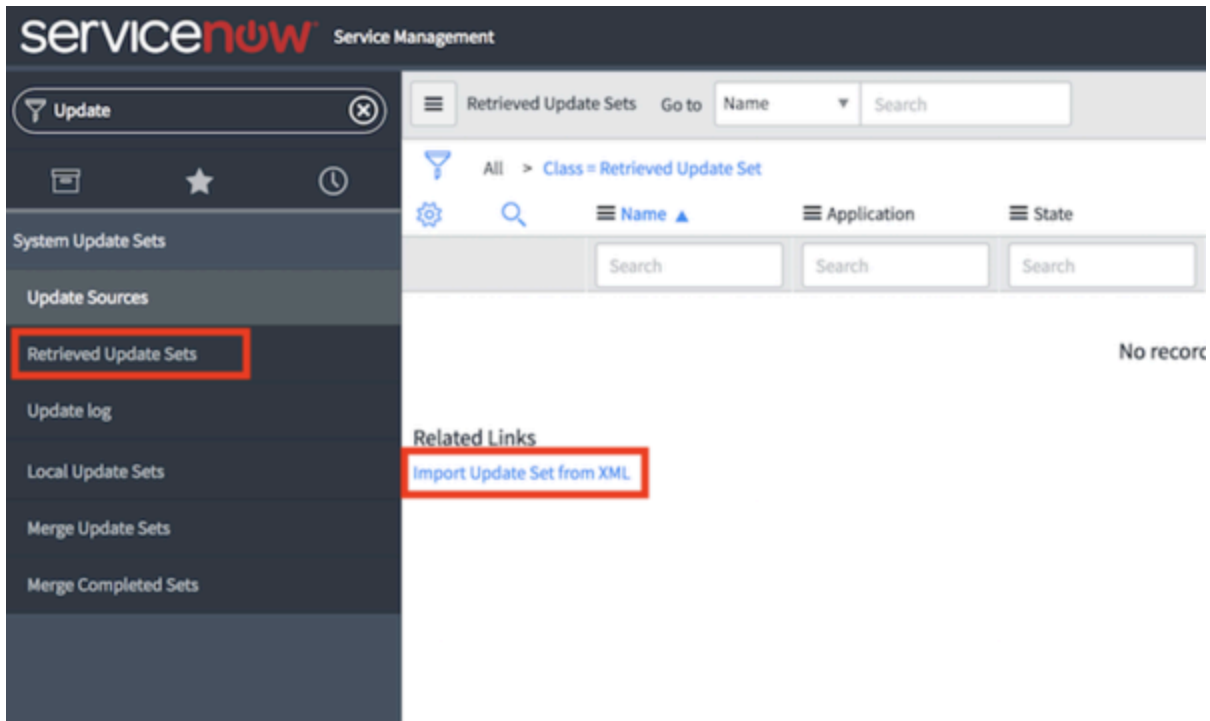 servicenow Service Management
Update
System Update Sets
Update Sources
Retrieved Update Sets
Update log
Local Update Sets
Merge Update Sets
Merge Completed Sets
Retrieved Update Sets Go to Name Search
All > Class = Retrieved Update Set
Name Application State
Search Search Search
No recor
Related Links
Import Update Set from XML